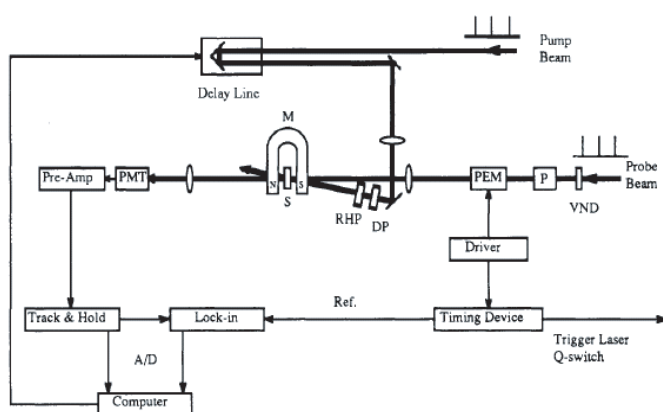 Pump
Beam
Delay Line
M
Pre-Amp
PMT
N
S
S
RHP
DP
PEM
P
VND
Probe
Beam
Driver
Track & Hold
Lock-in
Ref.
Timing Device
A/D
Trigger Laser
Q-switch
Computer